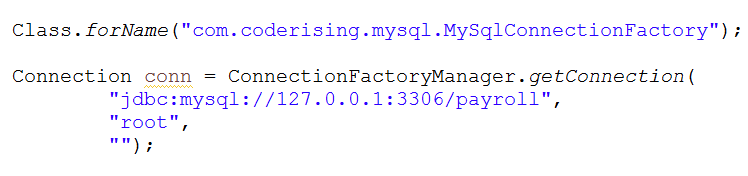 Class.forName("com.coderising.mysql.MySqlConnectionFactory");
Connection conn = ConnectionFactoryManager.getConnection(
"jdbc:mysql://127.0.0.1:3306/payroll",
"root",
"");